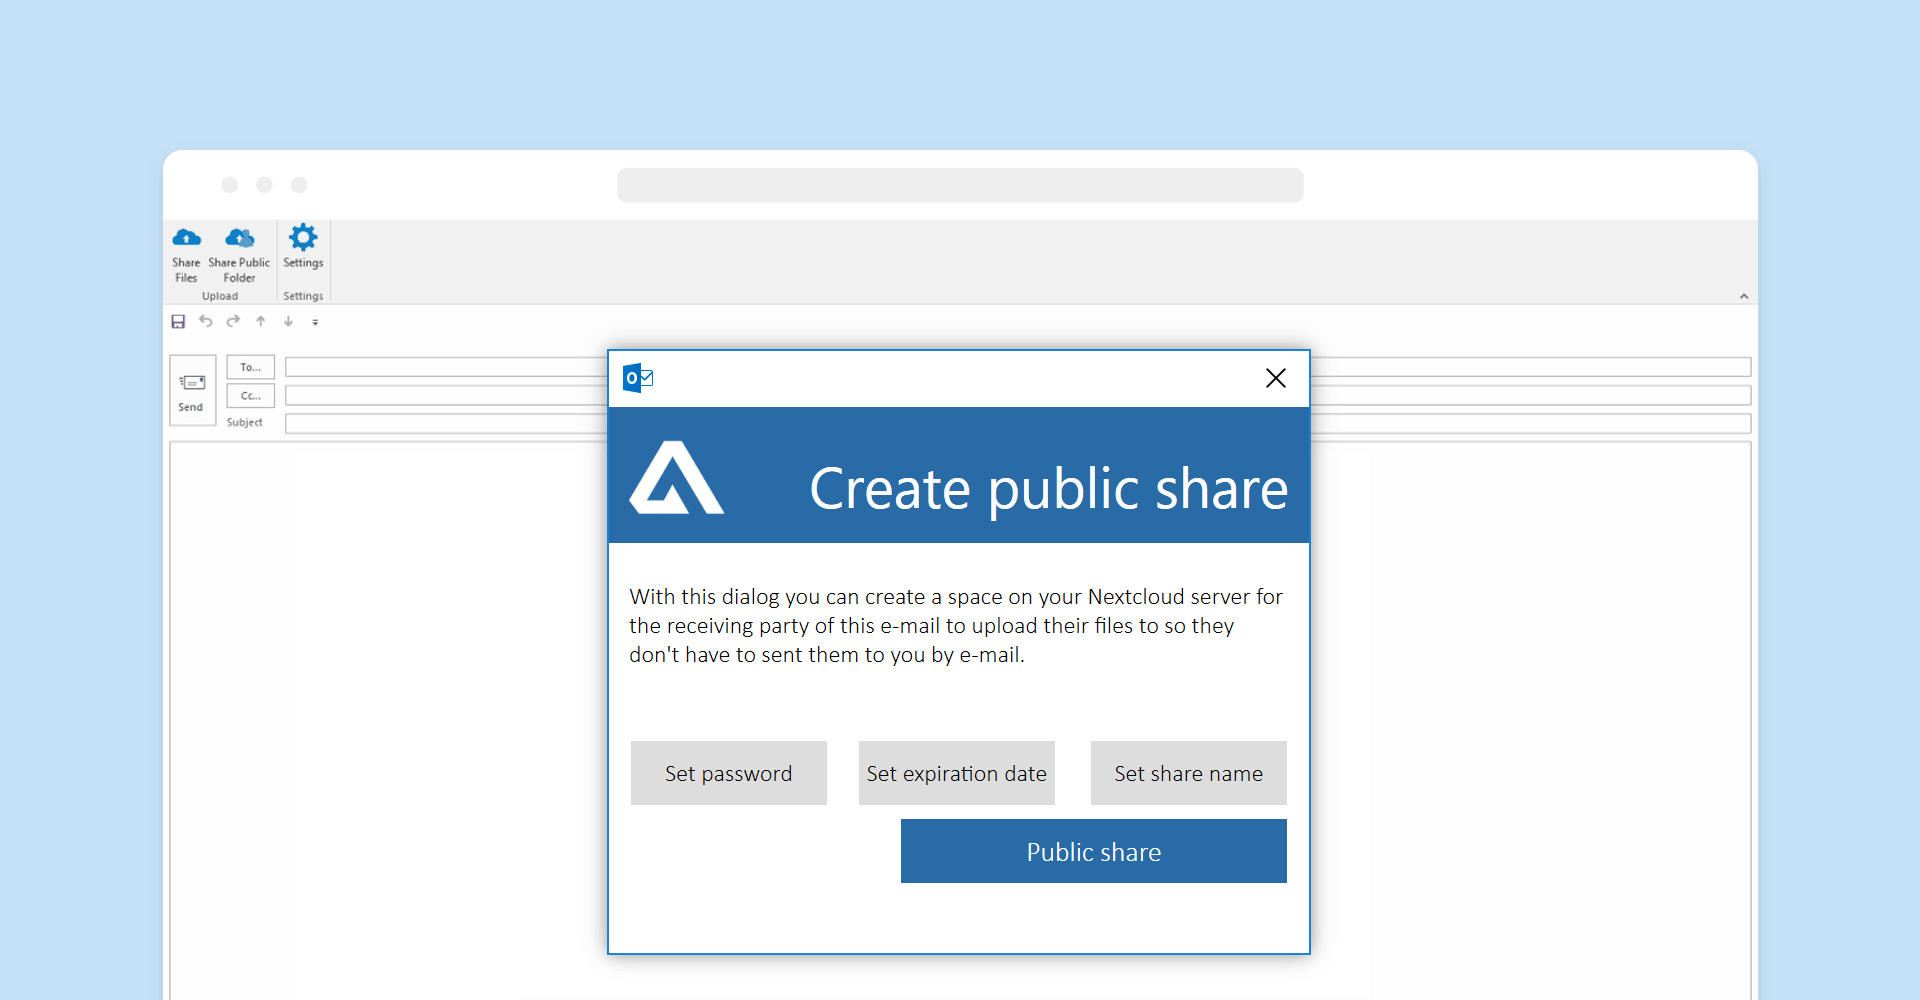 Share Files
Share Public Folder
Settings
Upload
Settings
To...
Cc...
Send
Subject
Create public share
With this dialog you can create a space on your Nextcloud server for
the receiving party of this e-mail to upload their files to so they
don't have to sent them to you by e-mail.
Set password
Set expiration date
Set share name
Public share